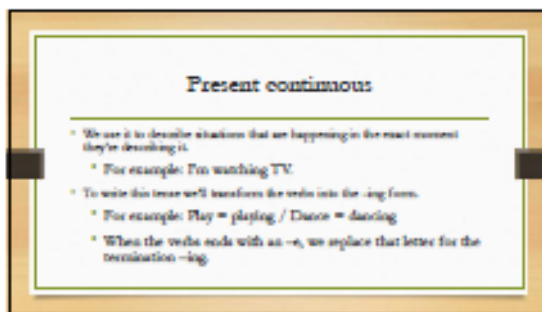 Present continuous
We use it to describe situations that are happening in the exact moment
they're describing it.
For example: I'm watching TV.
To write this tense we'll transform the verbs into the -ing form.
For example: Play = playing / Dance = dancing
When the verbs ends with an –e, we replace that letter for the
termination –ing.